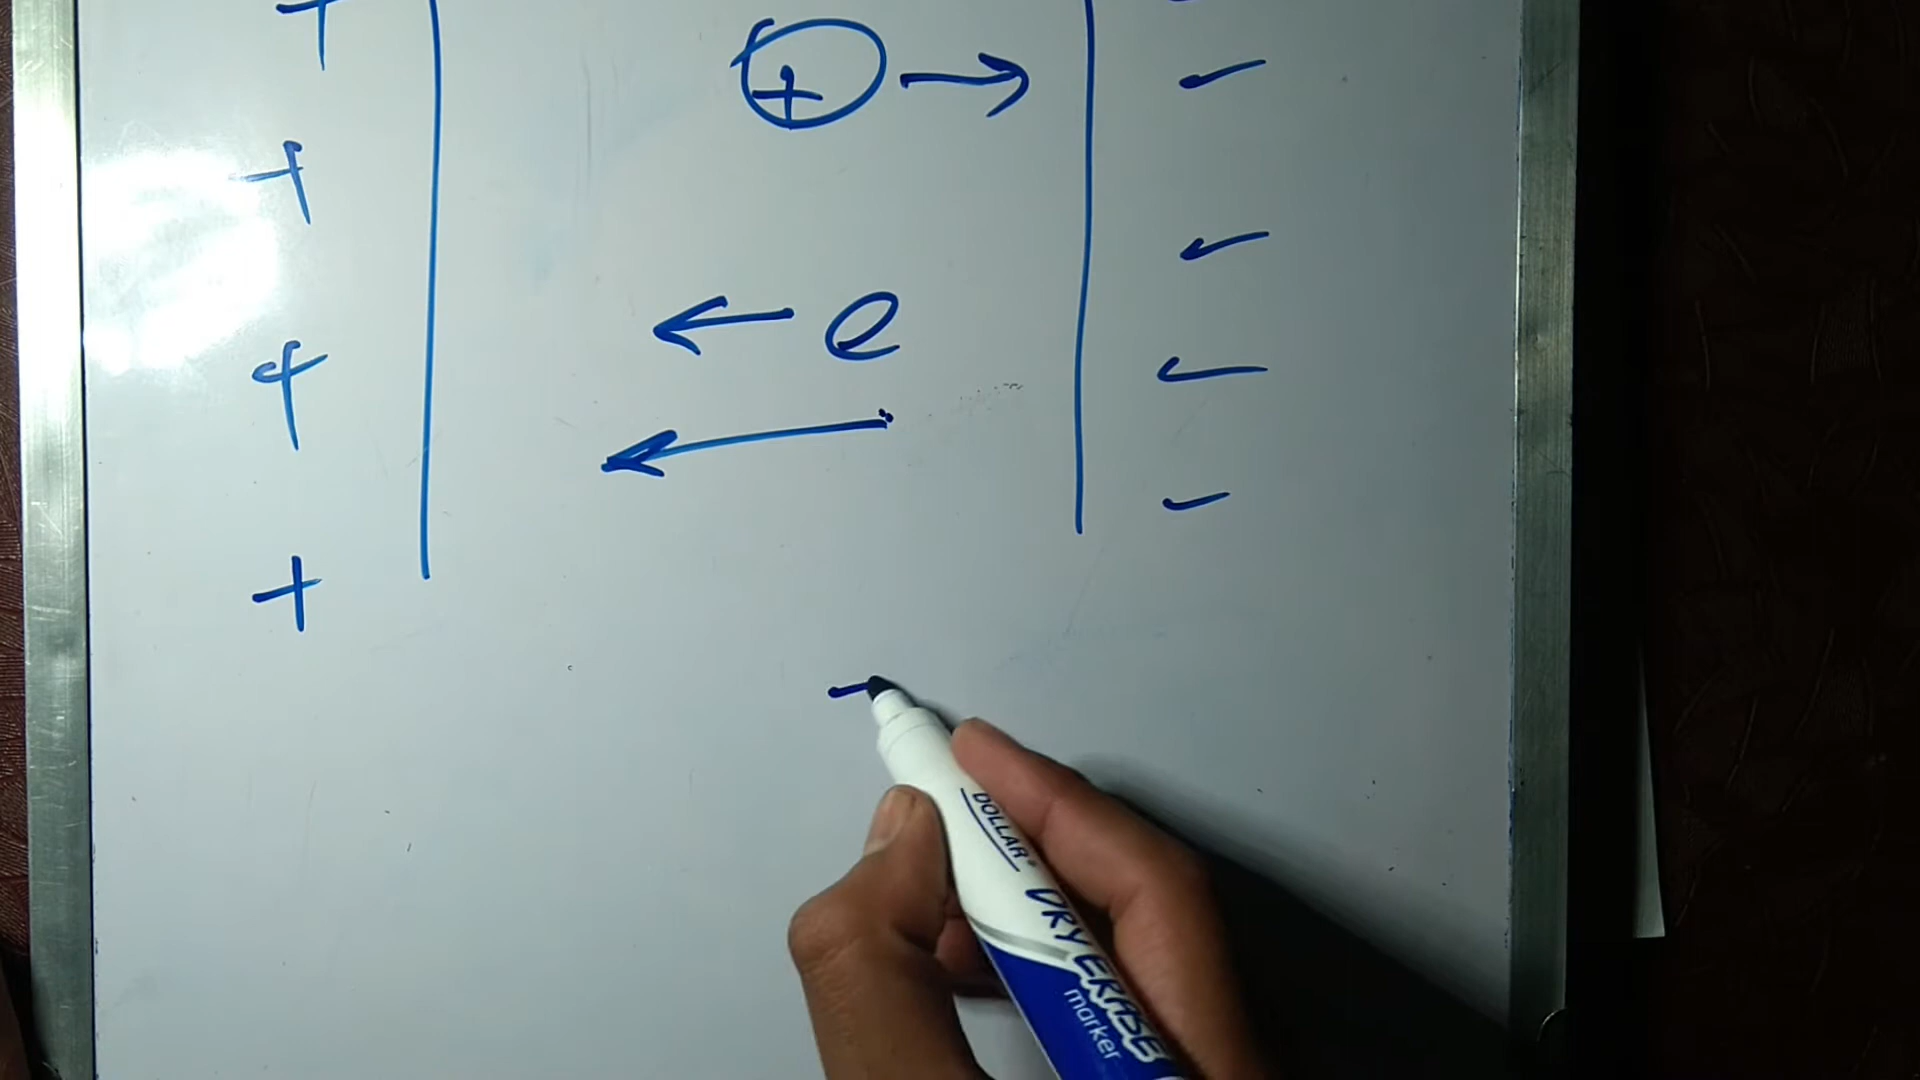 + -
+ → -
+
-
← e
+ -
←
-
+
-
DOLLAR®
DRY ERASE
marker